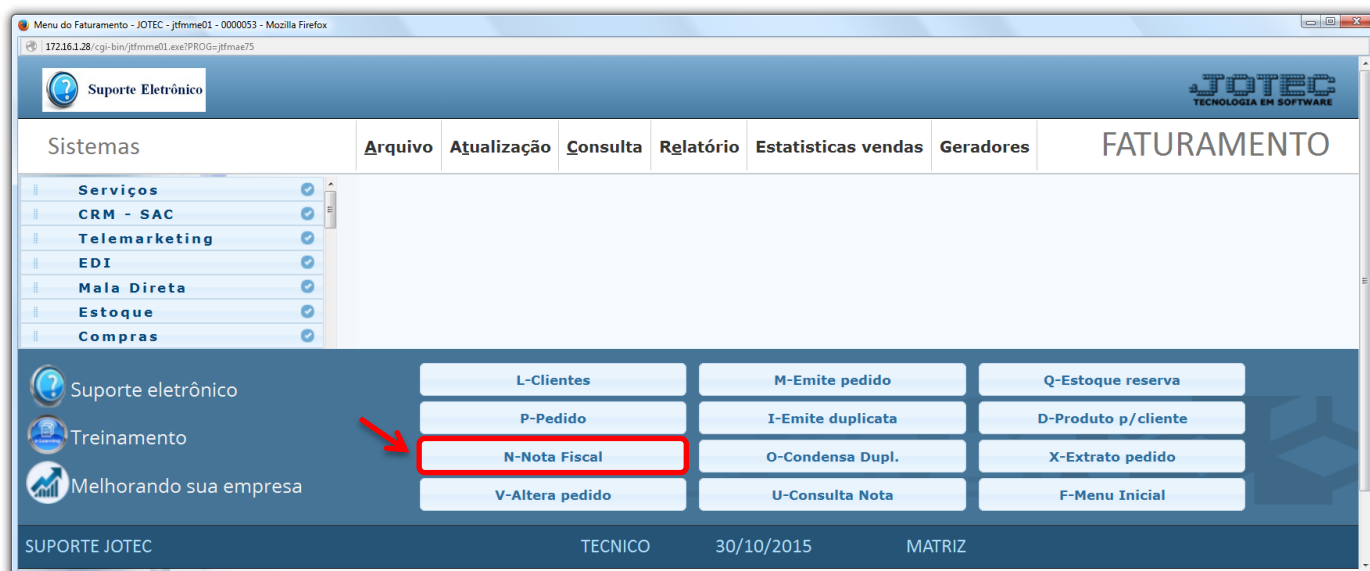 Menu do Faturamento - JOTEC - jtfmme01 - 0000053 - Mozilla Firefox
172.16.1.28/cgi-bin/jtfmme01.exe?PROG=jtfmae75
Suporte Eletrônico
JOTEC
TECNOLOGIA EM SOFTWARE
Sistemas
Arquivo Atualização Consulta Relatório Estatisticas vendas Geradores
FATURAMENTO
Serviços
CRM - SAC
Telemarketing
EDI
Mala Direta
Estoque
Compras
Suporte eletrônico
Treinamento
Melhorando sua empresa
L-Clientes M-Emite pedido Q-Estoque reserva
P-Pedido I-Emite duplicata D-Produto p/cliente
N-Nota Fiscal O-Condensa Dupl. X-Extrato pedido
V-Altera pedido U-Consulta Nota F-Menu Inicial
SUPORTE JOTEC TECNICO 30/10/2015 MATRIZ